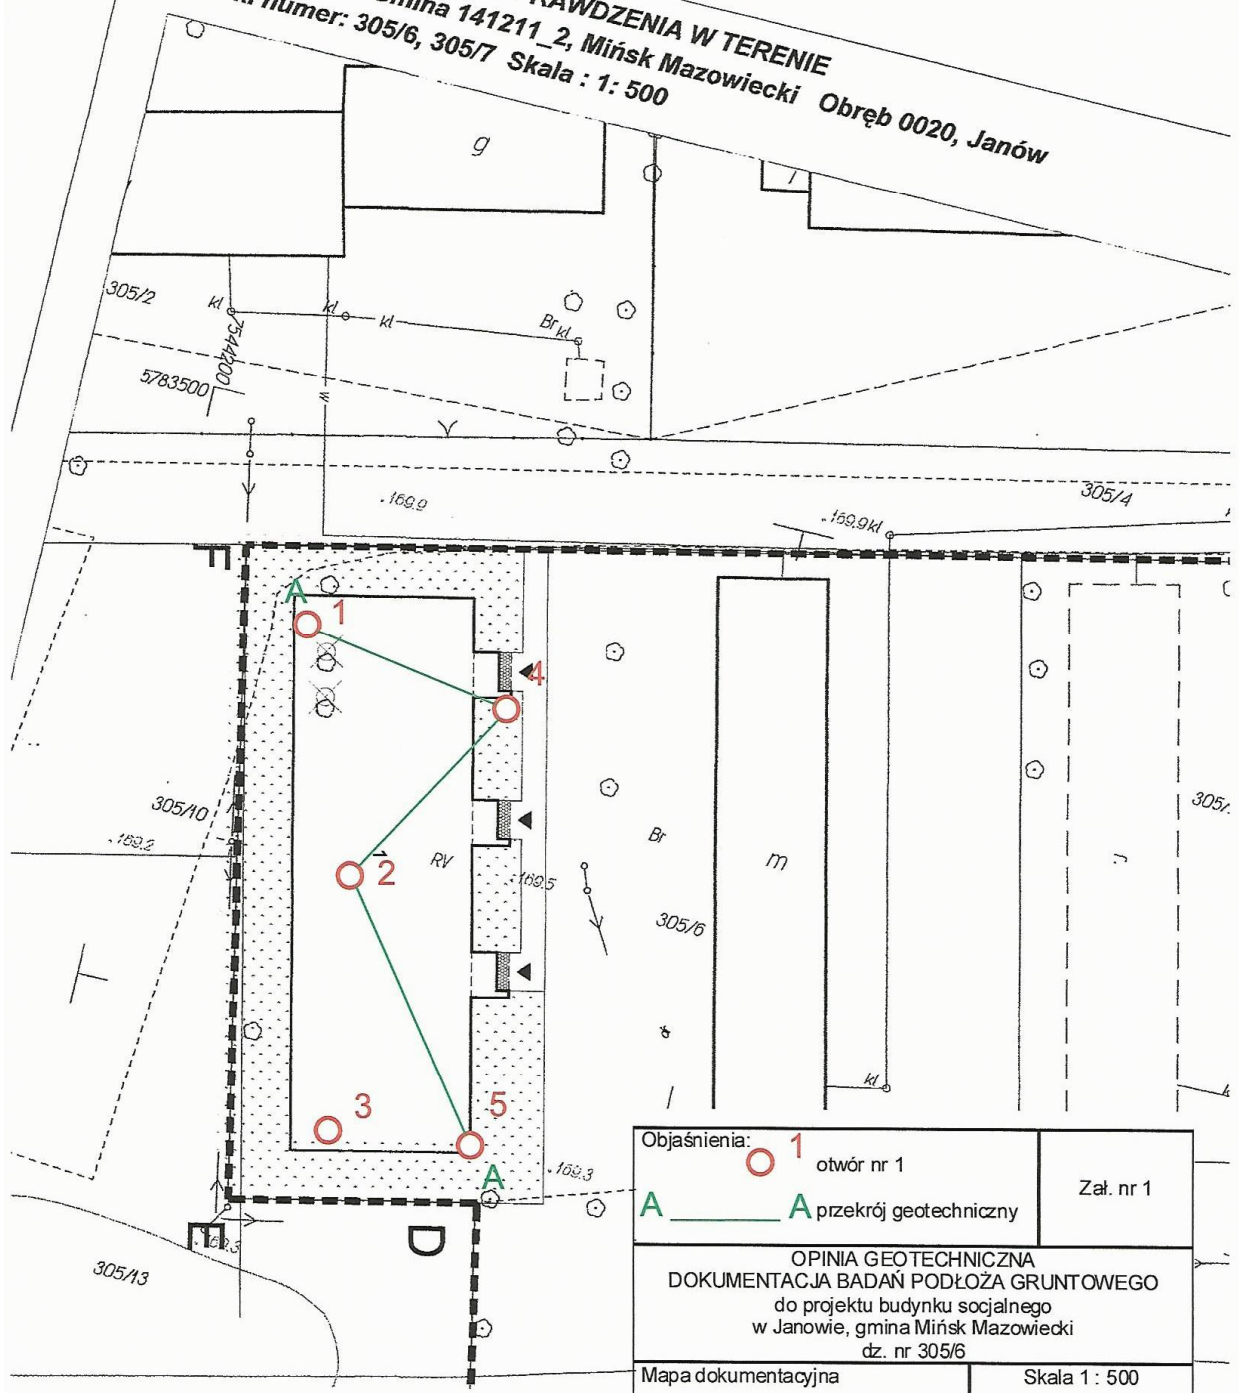 WDZENIA W TERENIE
mina 141211_2, Mińsk Mazowiecki Obręb 0020, Janów
numer: 305/6, 305/7 Skala : 1: 500
g
305/2
kl
kl
kl
Br
kl
7544200
5783500
w
.169.9
305/4
.169.9
kl
F
A
1
4
305/10
.169.2
2
RV
.169.5
Br
m
r.
305/6
kl
3
5
A
.169.3
E
D
305/13
Objaśnienia:
1
otwór nr 1
A A przekrój geotechniczny
Zał. nr 1
OPINIA GEOTECHNICZNA
DOKUMENTACJA BADAŃ PODŁOŻA GRUNTOWEGO
do projektu budynku socjalnego
w Janowie, gmina Mińsk Mazowiecki
dz. nr 305/6
Mapa dokumentacyjna
Skala 1 : 500